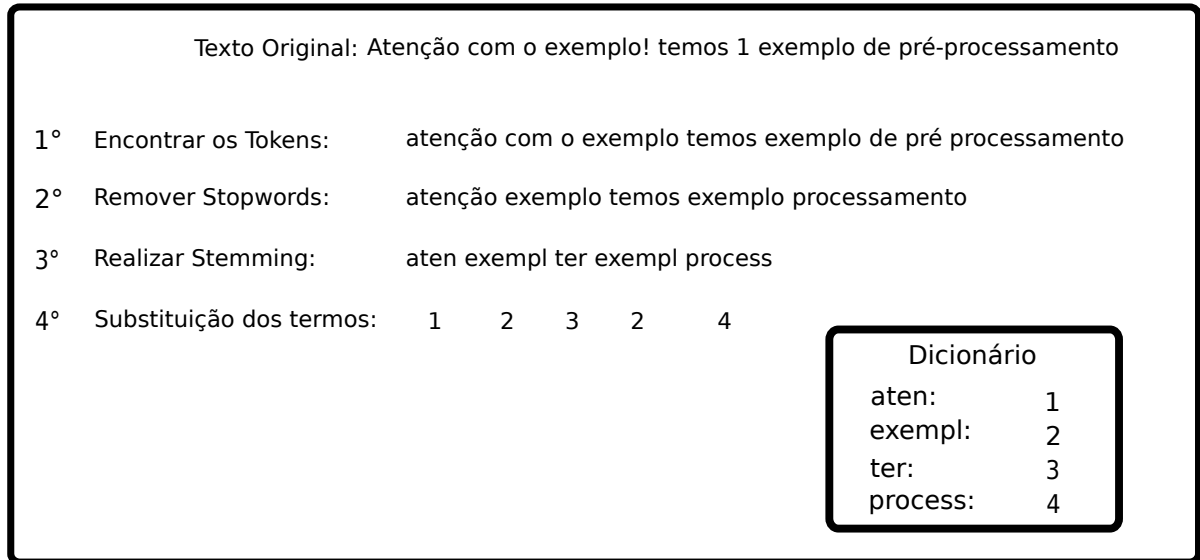 Texto Original: Atenção com o exemplo! temos 1 exemplo de pré-processamento
1° Encontrar os Tokens: atenção com o exemplo temos exemplo de pré processamento
2° Remover Stopwords: atenção exemplo temos exemplo processamento
3° Realizar Stemming: aten exempl ter exempl process
4° Substituição dos termos: 1 2 3 2 4
Dicionário
aten: 1
exempl: 2
ter: 3
process: 4